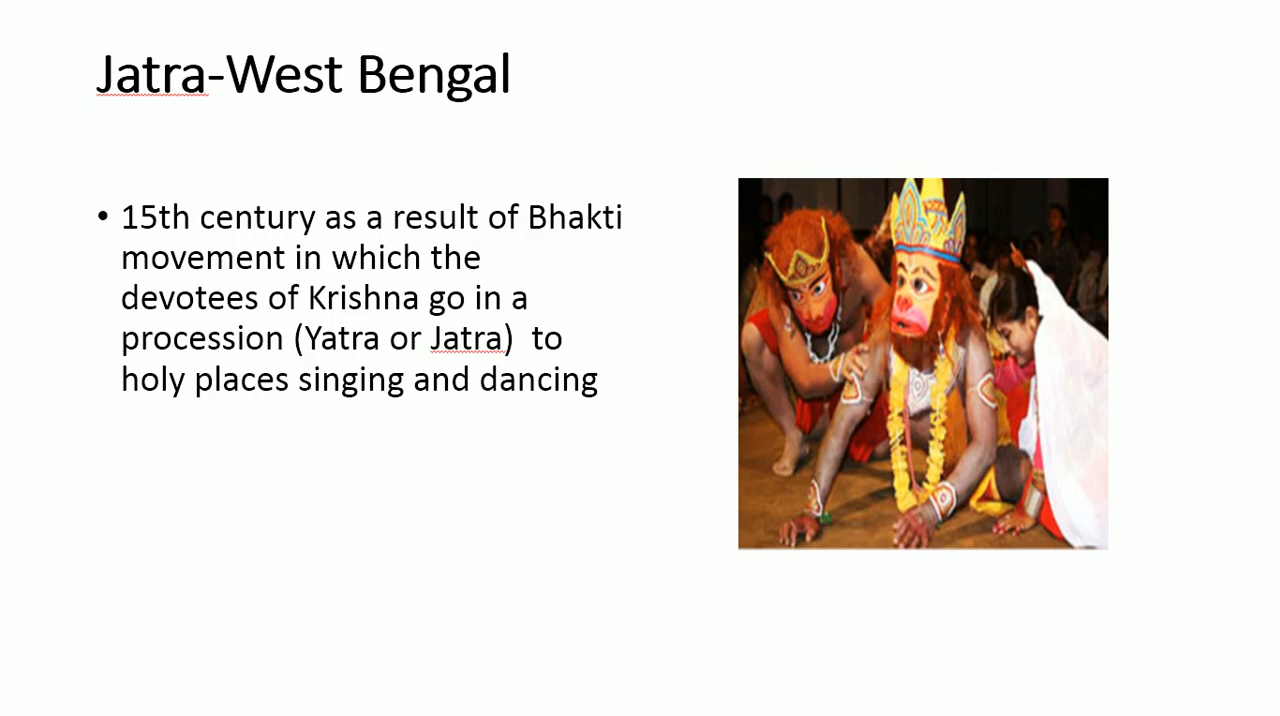 Jatra-West Bengal
• 15th century as a result of Bhakti
movement in which the
devotees of Krishna go in a
procession (Yatra or Jatra)  to
holy places singing and dancing